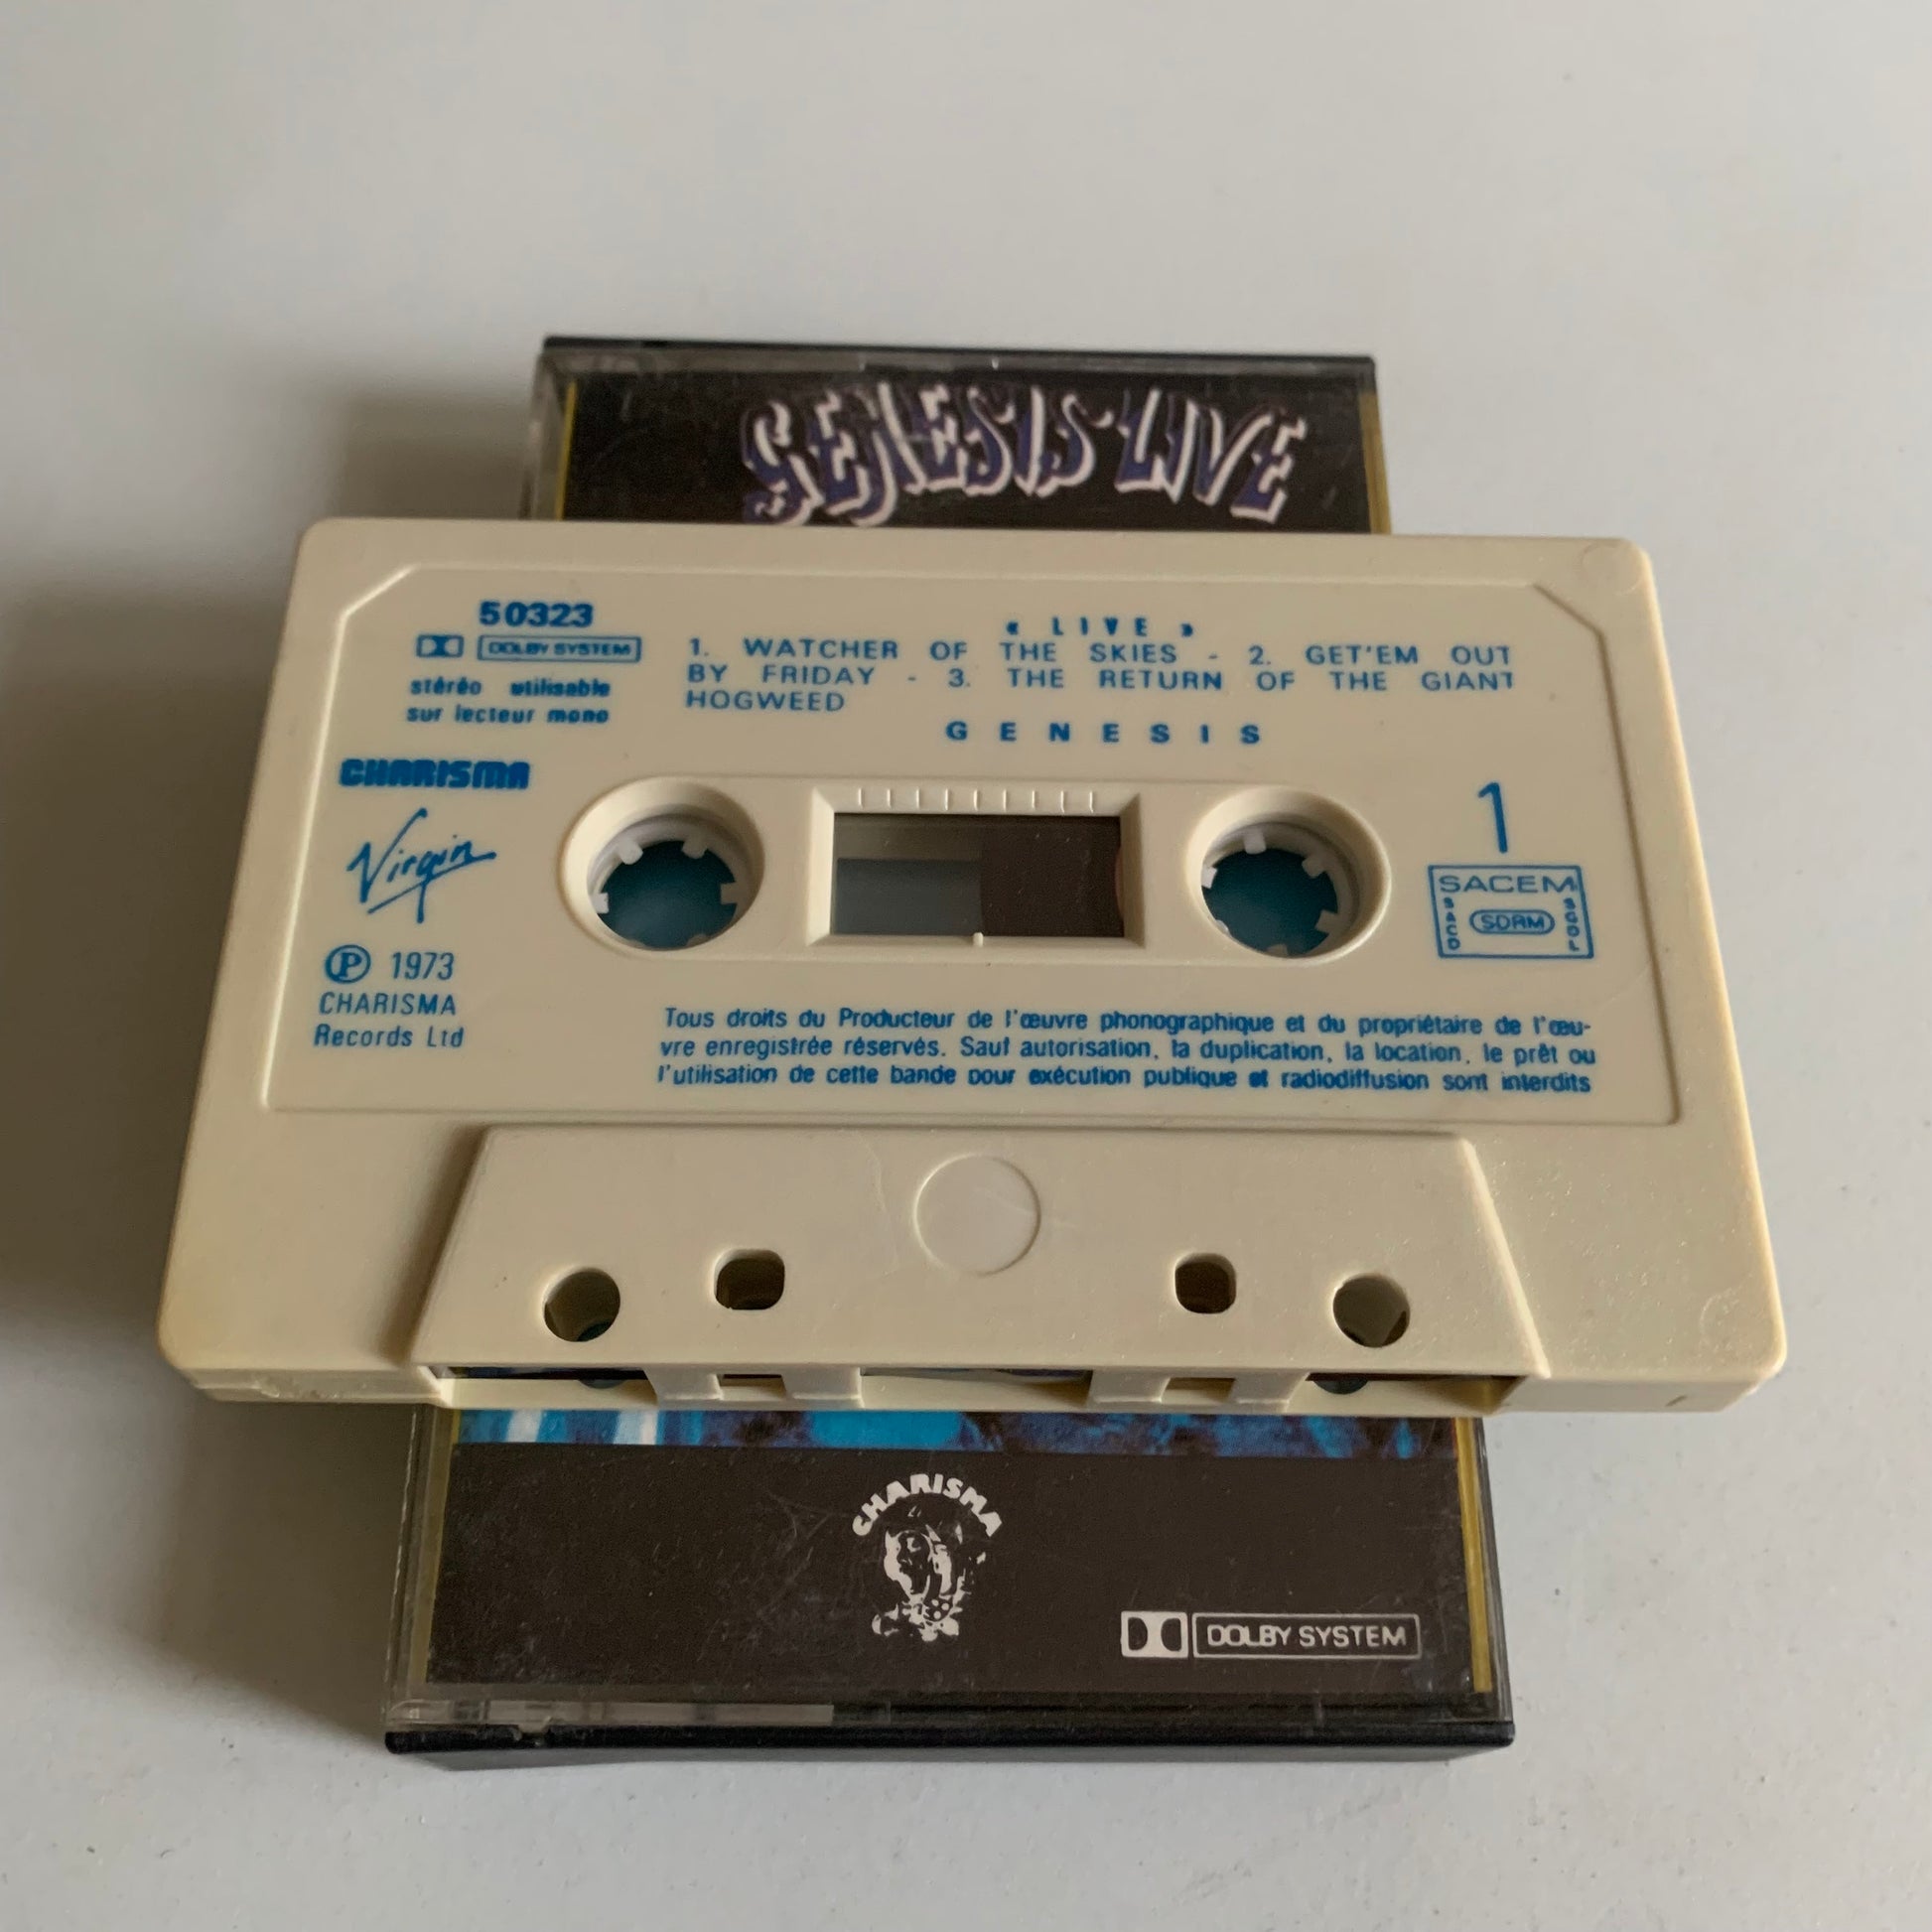 GENESIS LIVE
50323
DOLBY SYSTEM
stéréo utilisable
sur lecteur mono
« LIVE »
1. WATCHER OF THE SKIES - 2. GET'EM OUT
BY FRIDAY - 3. THE RETURN OF THE GIANT
HOGWEED
GENESIS
CHARISMA
Virgin
℗ 1973
CHARISMA
Records Ltd
1
SACEM
SACD
SDRM
SGDL
Tous droits du Producteur de l'œuvre phonographique et du propriétaire de l'œu-
vre enregistrée réservés. Sauf autorisation, la duplication, la location, le prêt ou
l'utilisation de cette bande pour exécution publique et radiodiffusion sont interdits
CHARISMA
DOLBY SYSTEM